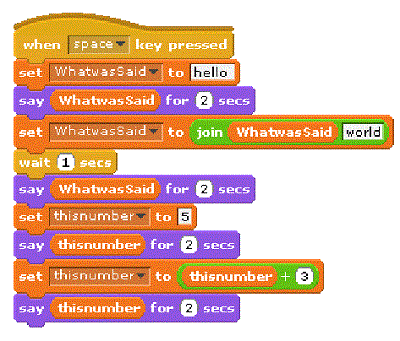 when space key pressed
set WhatwasSaid to hello
say WhatwasSaid for 2 secs
set WhatwasSaid to join WhatwasSaid world
wait 1 secs
say WhatwasSaid for 2 secs
set thisnumber to 5
say thisnumber for 2 secs
set thisnumber to thisnumber + 3
say thisnumber for 2 secs